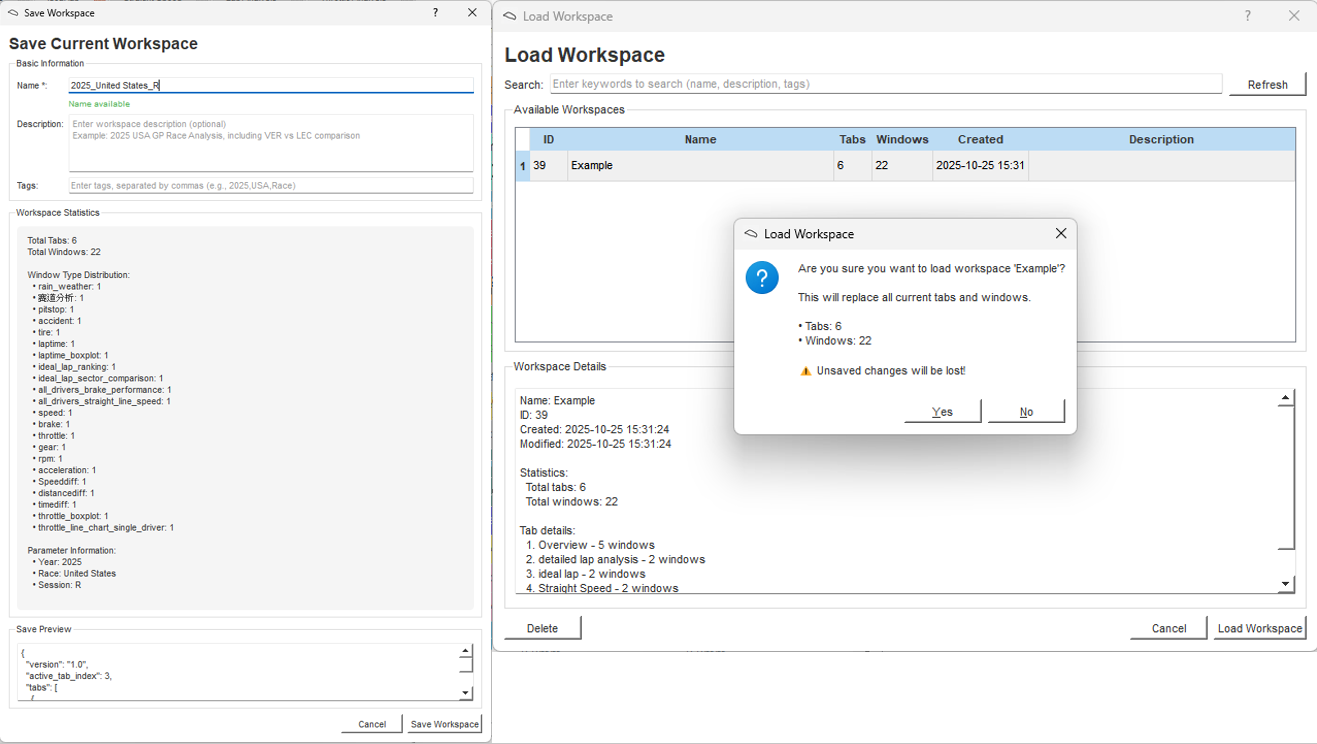 Save Workspace
?
Save Current Workspace
Basic Information
Name *:
2025_United States_R
Name available
Description:
Enter workspace description (optional)
Example: 2025 USA GP Race Analysis, including VER vs LEC comparison
Tags:
Enter tags, separated by commas (e.g., 2025,USA,Race)
Workspace Statistics
Total Tabs: 6
Total Windows: 22
Window Type Distribution:
• rain_weather: 1
• 赛道分析: 1
• pitstop: 1
• accident: 1
• tire: 1
• laptime: 1
• laptime_boxplot: 1
• ideal_lap_ranking: 1
• ideal_lap_sector_comparison: 1
• all_drivers_brake_performance: 1
• all_drivers_straight_line_speed: 1
• speed: 1
• brake: 1
• throttle: 1
• gear: 1
• rpm: 1
• acceleration: 1
• Speeddiff: 1
• distancediff: 1
• timediff: 1
• throttle_boxplot: 1
• throttle_line_chart_single_driver: 1
Parameter Information:
• Year: 2025
• Race: United States
• Session: R
Save Preview
{
"version": "1.0",
"active_tab_index": 3,
"tabs": [
{
Cancel
Save Workspace
Load Workspace
?
Load Workspace
Search:
Enter keywords to search (name, description, tags)
Refresh
Available Workspaces
ID Name Tabs Windows Created Description
1 39 Example 6 22 2025-10-25 15:31
Load Workspace
?
Are you sure you want to load workspace 'Example'?
This will replace all current tabs and windows.
• Tabs: 6
• Windows: 22
⚠ Unsaved changes will be lost!
Yes
No
Workspace Details
Name: Example
ID: 39
Created: 2025-10-25 15:31:24
Modified: 2025-10-25 15:31:24
Statistics:
Total tabs: 6
Total windows: 22
Tab details:
1. Overview - 5 windows
2. detailed lap analysis - 2 windows
3. ideal lap - 2 windows
4. Straight Speed - 2 windows
Delete
Cancel
Load Workspace